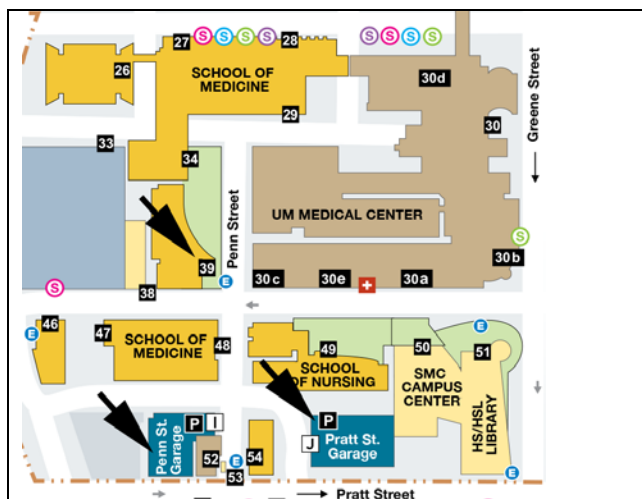 27
S
S
S
S
28
S
S
S
S
26
SCHOOL OF
MEDICINE
30d
Greene Street
29
30
33
34
UM MEDICAL CENTER
Penn Street
S
39
30b
S
38
E
30c
30e
30a
46
E
47
SCHOOL OF
MEDICINE
48
49
SCHOOL
OF NURSING
50
SMC
CAMPUS
CENTER
E
51
HS/HSL
LIBRARY
P
I
Penn St.
Garage
52
E
53
54
P
J
Pratt St.
Garage
E
Pratt Street